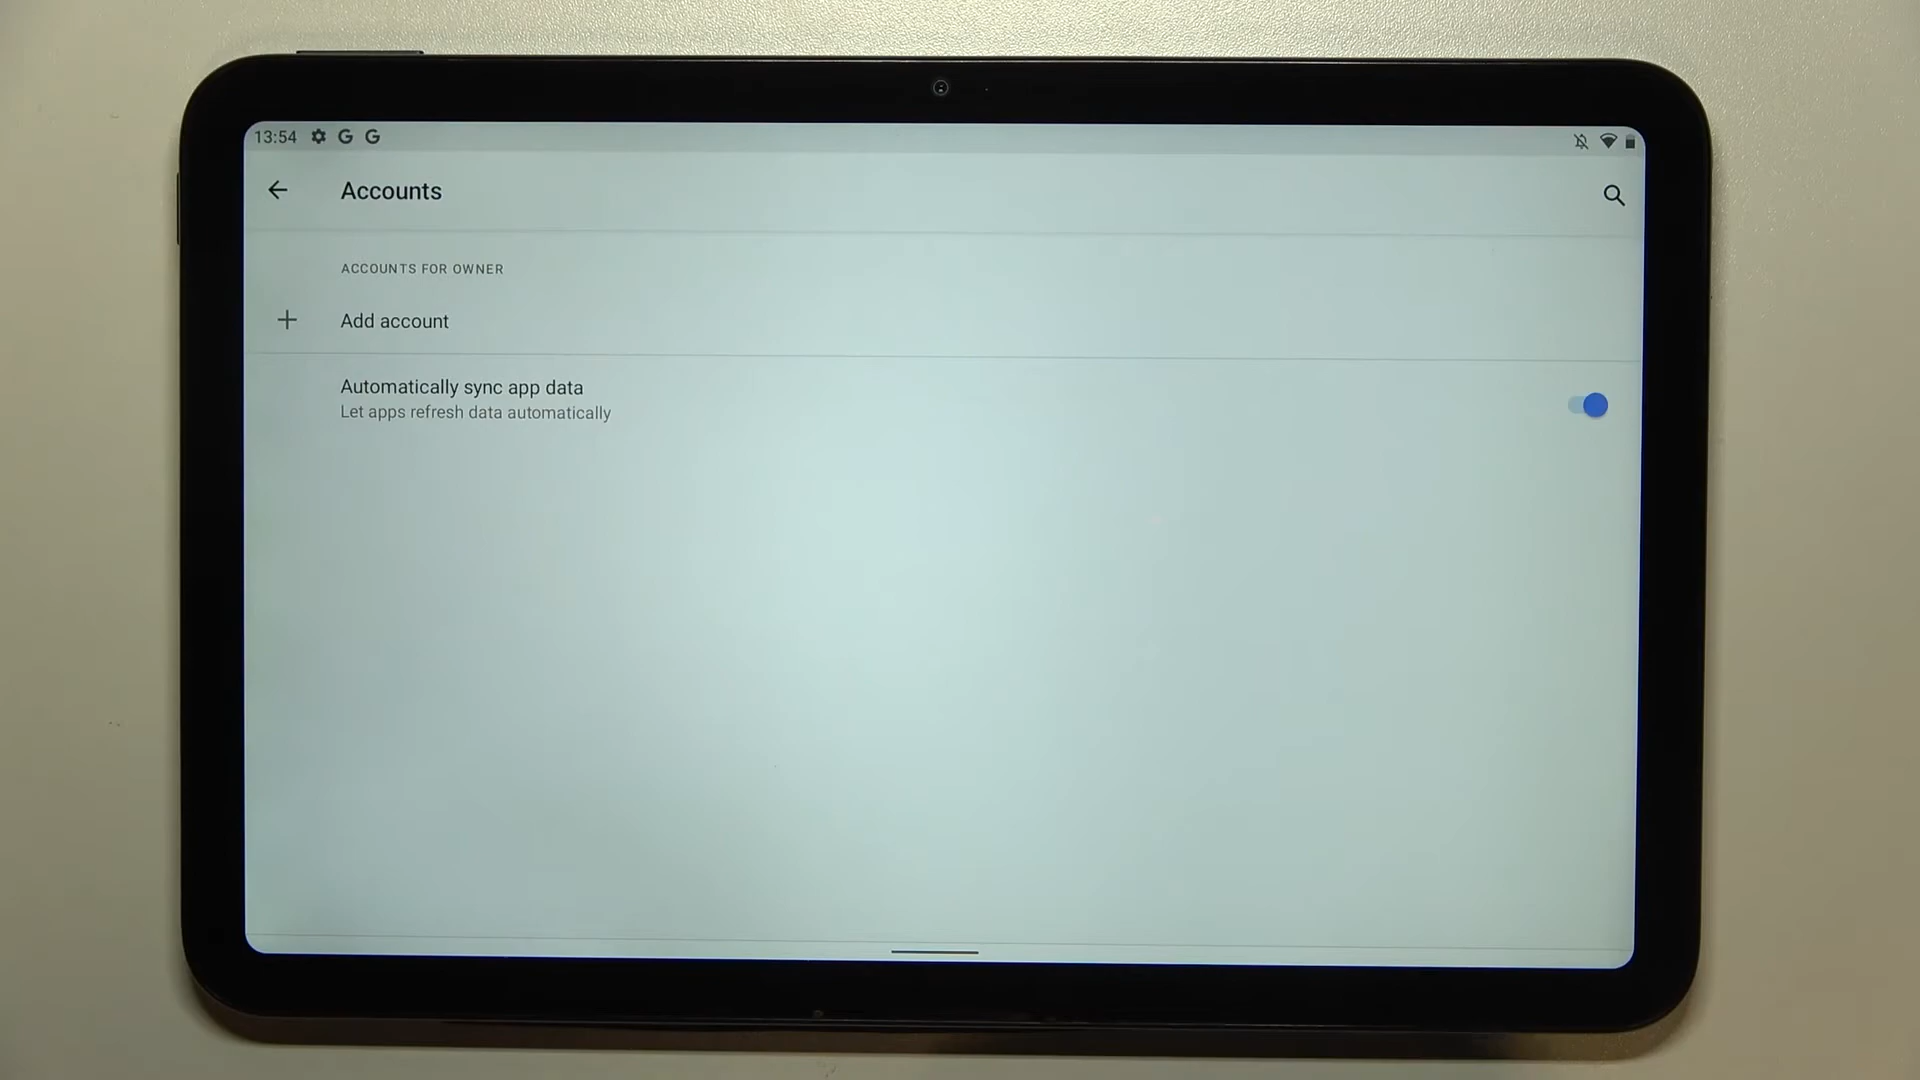 13:54 G G
Accounts
ACCOUNTS FOR OWNER
Add account
Automatically sync app data
Let apps refresh data automatically